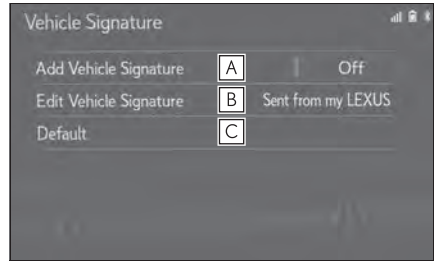 Vehicle Signature
Add Vehicle Signature A Off
Edit Vehicle Signature B Sent from my LEXUS
Default C